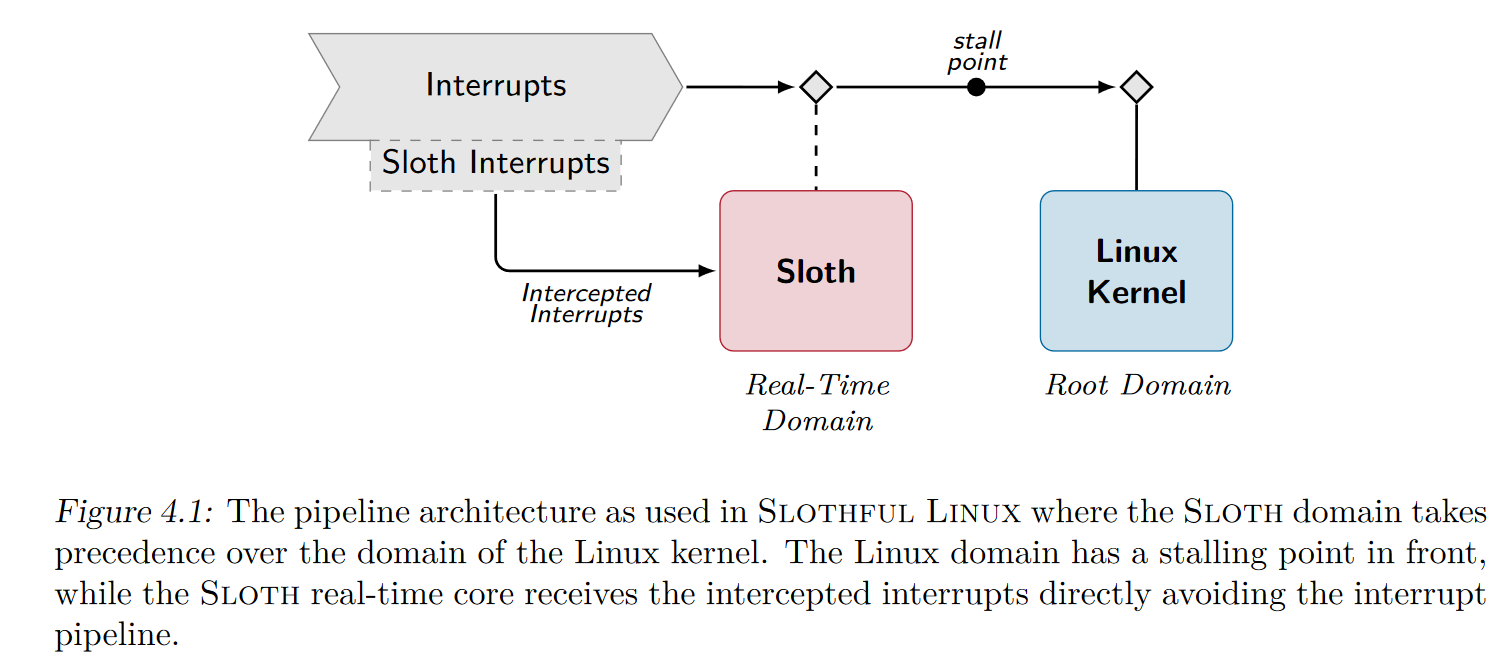 stall
point
Interrupts
Sloth Interrupts
Intercepted
Interrupts
Sloth
Linux
Kernel
Real-Time
Domain
Root Domain
Figure 4.1: The pipeline architecture as used in SLOTHFUL LINUX where the SLOTH domain takes
precedence over the domain of the Linux kernel. The Linux domain has a stalling point in front,
while the SLOTH real-time core receives the intercepted interrupts directly avoiding the interrupt
pipeline.